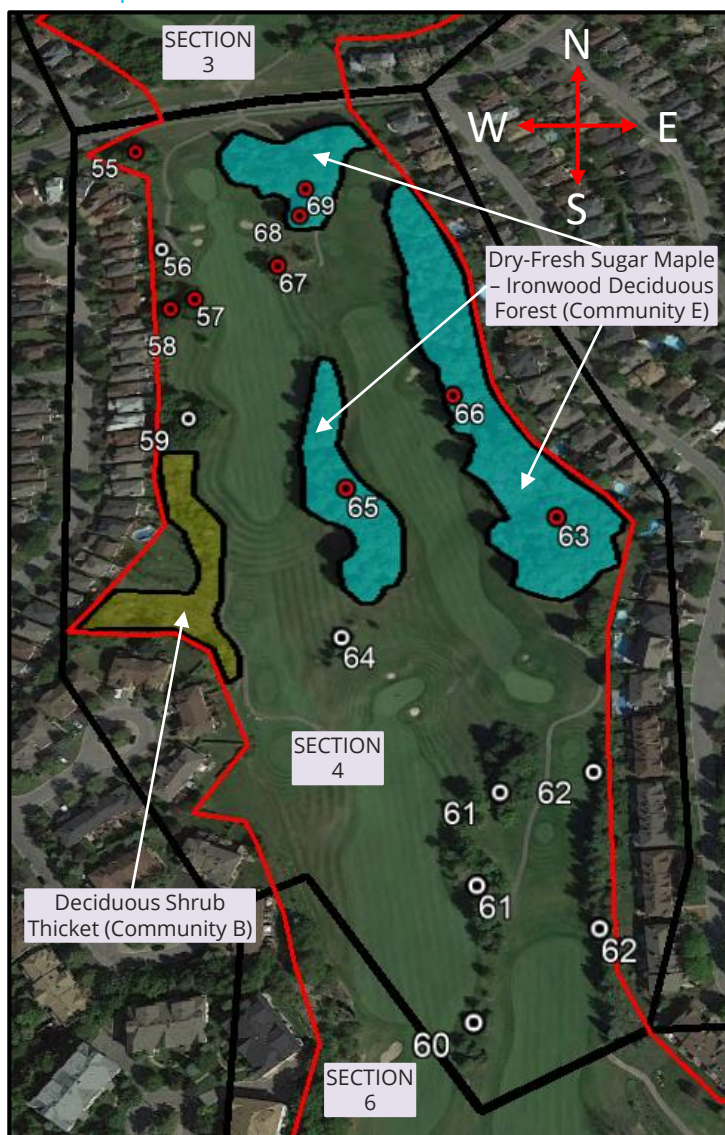 SECTION
3
N
W
E
S
55
69
68
56
67
Dry-Fresh Sugar Maple
– Ironwood Deciduous
Forest (Community E)
57
58
66
59
65
63
64
SECTION
4
62
61
61
Deciduous Shrub
Thicket (Community B)
62
60
SECTION
6